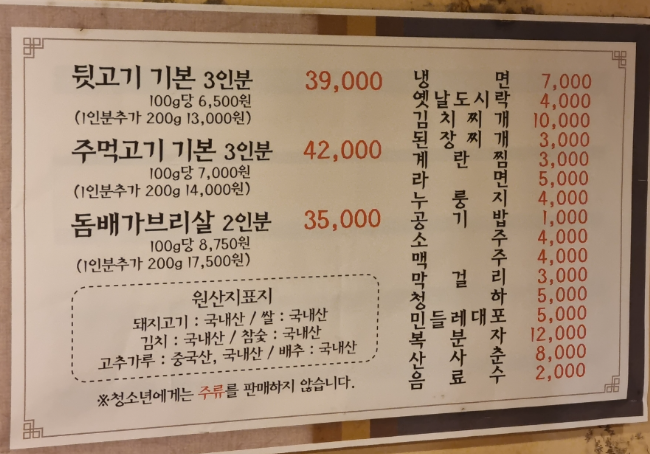 뒷고기 기본 3인분 39,000
100g당 6,500원
(1인분추가 200g 13,000원)
주먹고기 기본 3인분 42,000
100g당 7,000원
(1인분추가 200g 14,000원)
돔배가브리살 2인분 35,000
100g당 8,750원
(1인분추가 200g 17,500원)
원산지표지
돼지고기 : 국내산 / 쌀 : 국내산
김치 : 국내산 / 참숯 : 국내산
고추가루 : 중국산, 국내산 / 배추 : 국내산
※청소년에게는 주류를 판매하지 않습니다.
냉면 7,000
옛날도시락 4,000
김치찌개 10,000
된장찌개 3,000
계란찜 3,000
라면 5,000
누룽지 4,000
공기밥 1,000
소주 4,000
맥주 4,000
막걸리 3,000
청하 5,000
민들레대포 5,000
복분자 12,000
산사춘 8,000
음료수 2,000